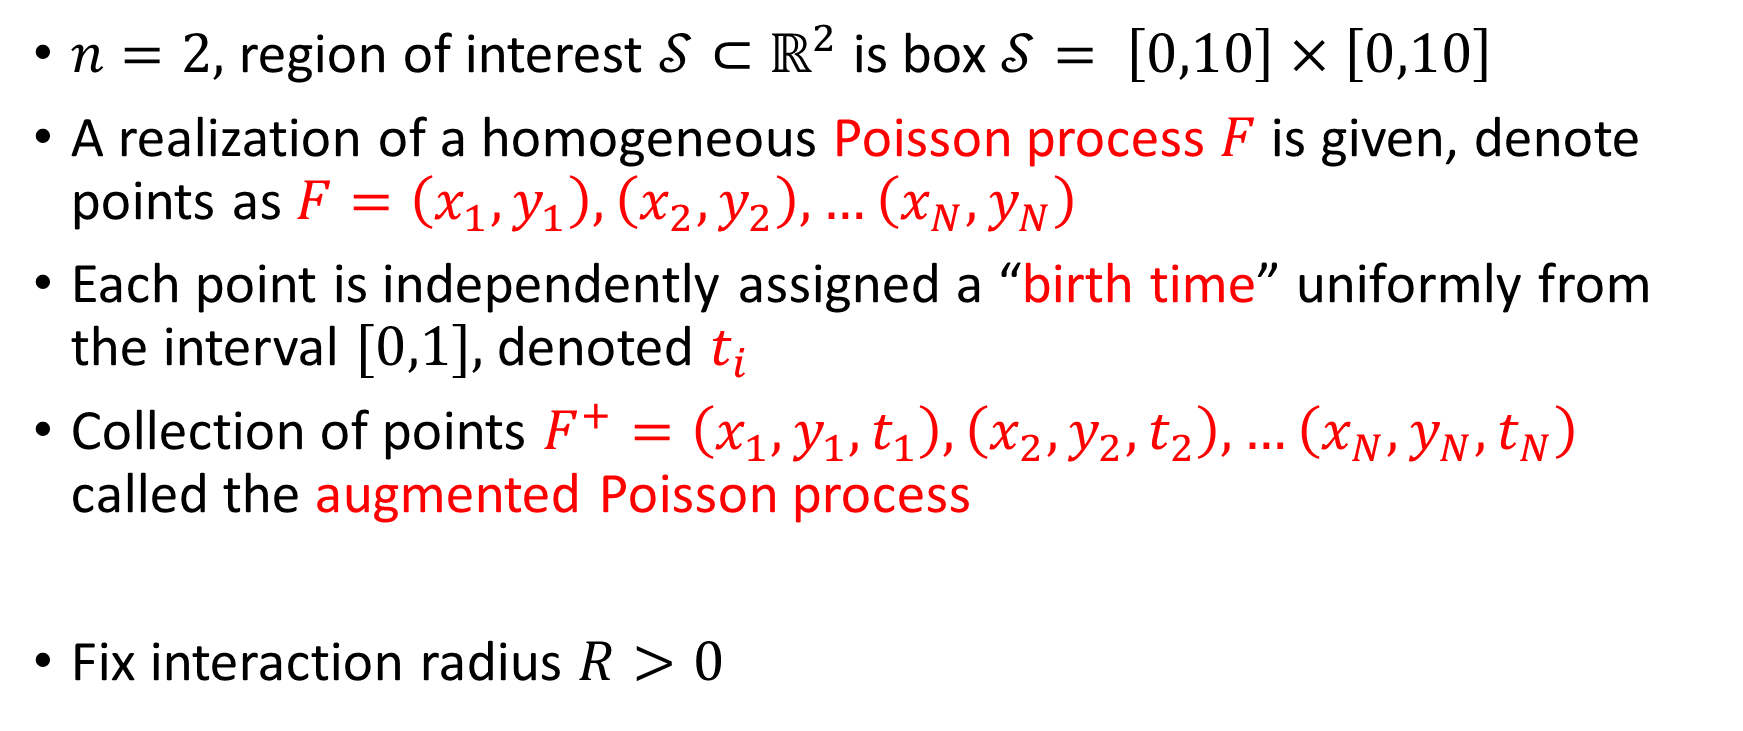 • n = 2, region of interest 𝒮 ⊂ ℝ² is box 𝒮 = [0,10] × [0,10]
• A realization of a homogeneous Poisson process F is given, denote
points as F = (x₁, y₁), (x₂, y₂), … (x_N, y_N)
• Each point is independently assigned a “birth time” uniformly from
the interval [0,1], denoted tᵢ
• Collection of points F⁺ = (x₁, y₁, t₁), (x₂, y₂, t₂), … (x_N, y_N, t_N)
called the augmented Poisson process
• Fix interaction radius R > 0